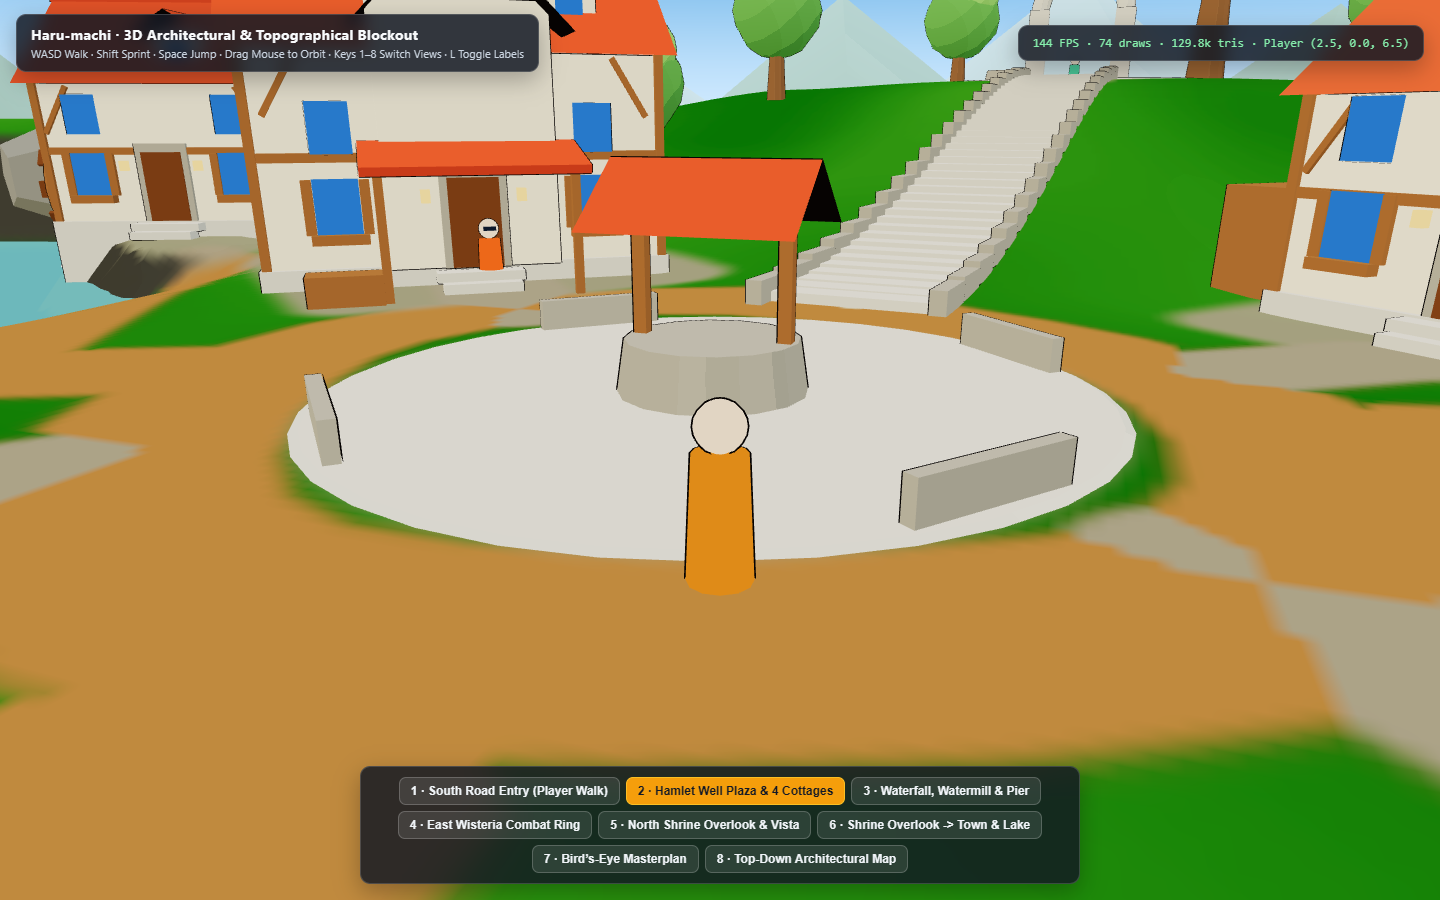 Haru-machi · 3D Architectural & Topographical Blockout
WASD Walk · Shift Sprint · Space Jump · Drag Mouse to Orbit · Keys 1–8 Switch Views · L Toggle Labels
144 FPS · 74 draws · 129.8k tris · Player (2.5, 0.0, 6.5)
1 · South Road Entry (Player Walk)
2 · Hamlet Well Plaza & 4 Cottages
3 · Waterfall, Watermill & Pier
4 · East Wisteria Combat Ring
5 · North Shrine Overlook & Vista
6 · Shrine Overlook -> Town & Lake
7 · Bird's-Eye Masterplan
8 · Top-Down Architectural Map